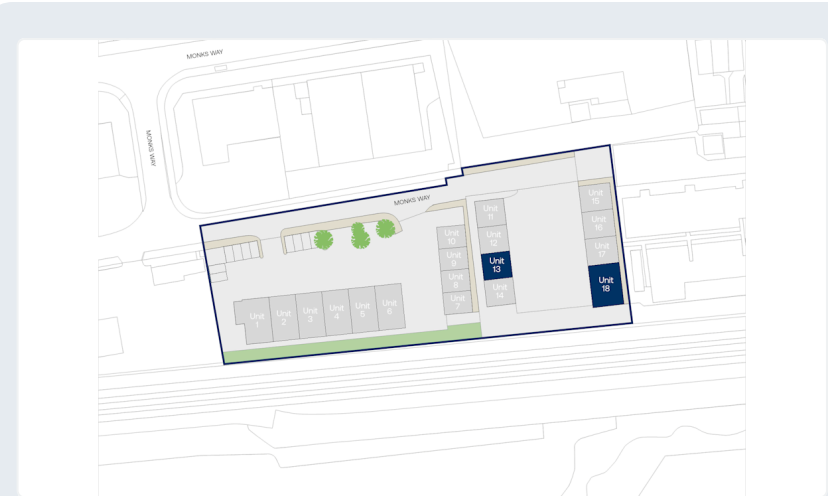 MONKS WAY
MONKS WAY
MONKS WAY
Unit
1
Unit
2
Unit
3
Unit
4
Unit
5
Unit
6
Unit
7
Unit
8
Unit
9
Unit
10
Unit
11
Unit
12
Unit
13
Unit
14
Unit
15
Unit
16
Unit
17
Unit
18